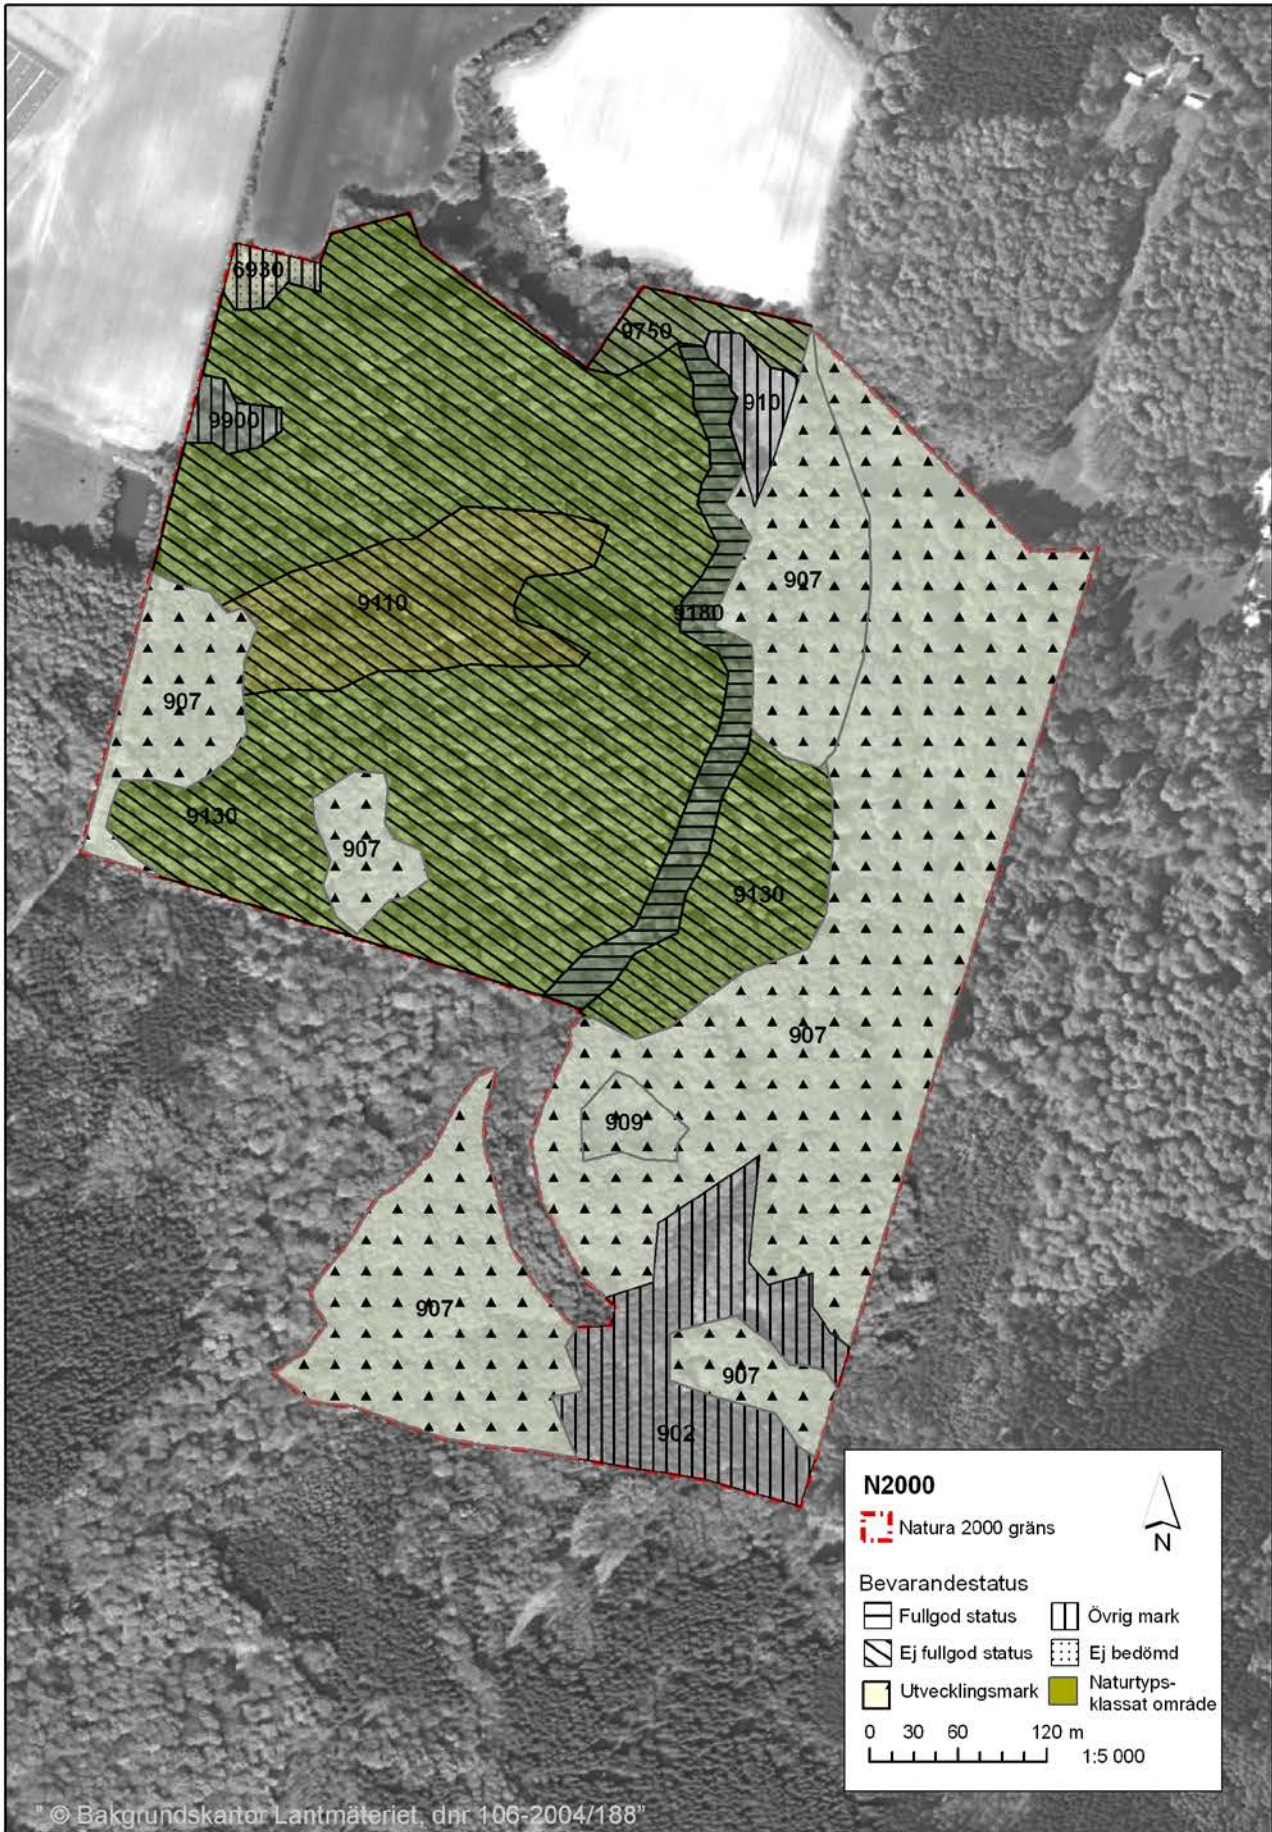 6930
9750
910
9900
907
9110
9180
907
9130
907
9130
907
909
907
907
902
N2000
Natura 2000 gräns
N
Bevarandestatus
Fullgod status
Övrig mark
Ej fullgod status
Ej bedömd
Utvecklingsmark
Naturtyps-
klassat område
0 30 60 120 m
1:5 000
" © Bakgrundskartor Lantmäteriet, dnr 106-2004/188"